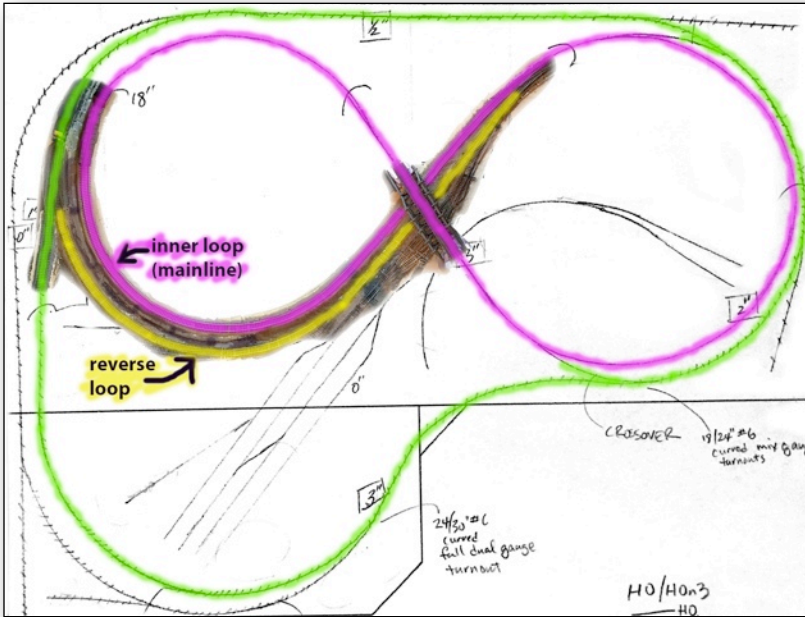 ½"
18"
1"
0"
inner loop
(mainline)
3"
2"
reverse
loop
0"
CROSSOVER
18/24" #6
curved mix gau
turnouts
3"
24/30" #6
curved
full dual gauge
turnout
HO/HOn3
HO